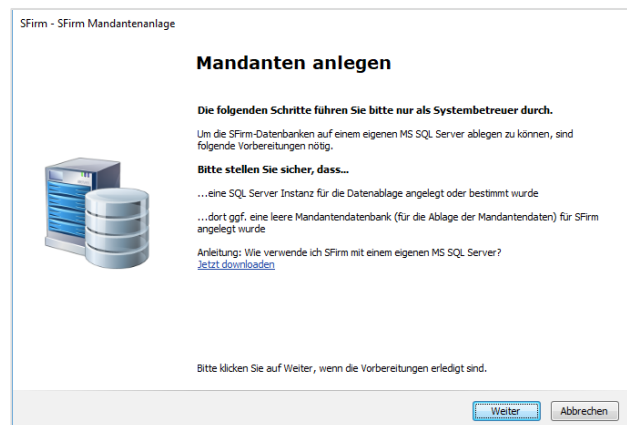 SFirm - SFirm Mandantenanlage
Mandanten anlegen
Die folgenden Schritte führen Sie bitte nur als Systembetreuer durch.
Um die SFirm-Datenbanken auf einem eigenen MS SQL Server ablegen zu können, sind
folgende Vorbereitungen nötig.
Bitte stellen Sie sicher, dass...
...eine SQL Server Instanz für die Datenablage angelegt oder bestimmt wurde
...dort ggf. eine leere Mandantendatenbank (für die Ablage der Mandantendaten) für SFirm
angelegt wurde
Anleitung: Wie verwende ich SFirm mit einem eigenen MS SQL Server?
Jetzt downloaden
Bitte klicken Sie auf Weiter, wenn die Vorbereitungen erledigt sind.
Weiter
Abbrechen